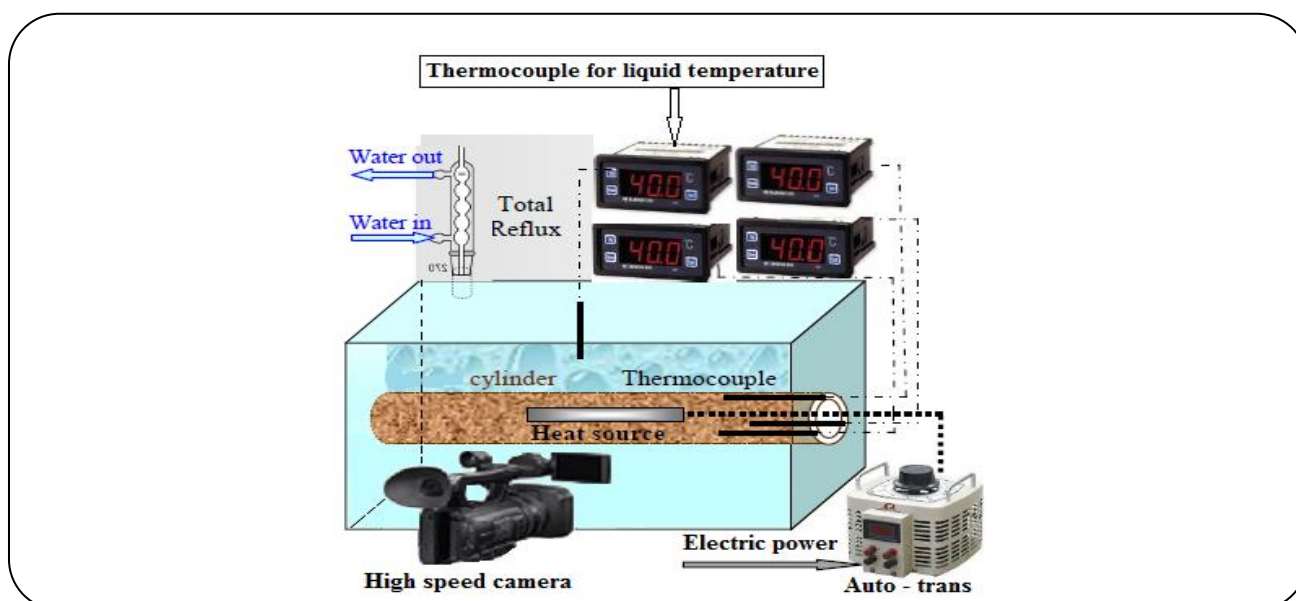 Thermocouple for liquid temperature
Water out
Water in
Total
Reflux
270
40.0 °C
40.0 °C
40.0 °C
40.0 °C
cylinder
Thermocouple
Heat source
Electric power
High speed camera
Auto - trans